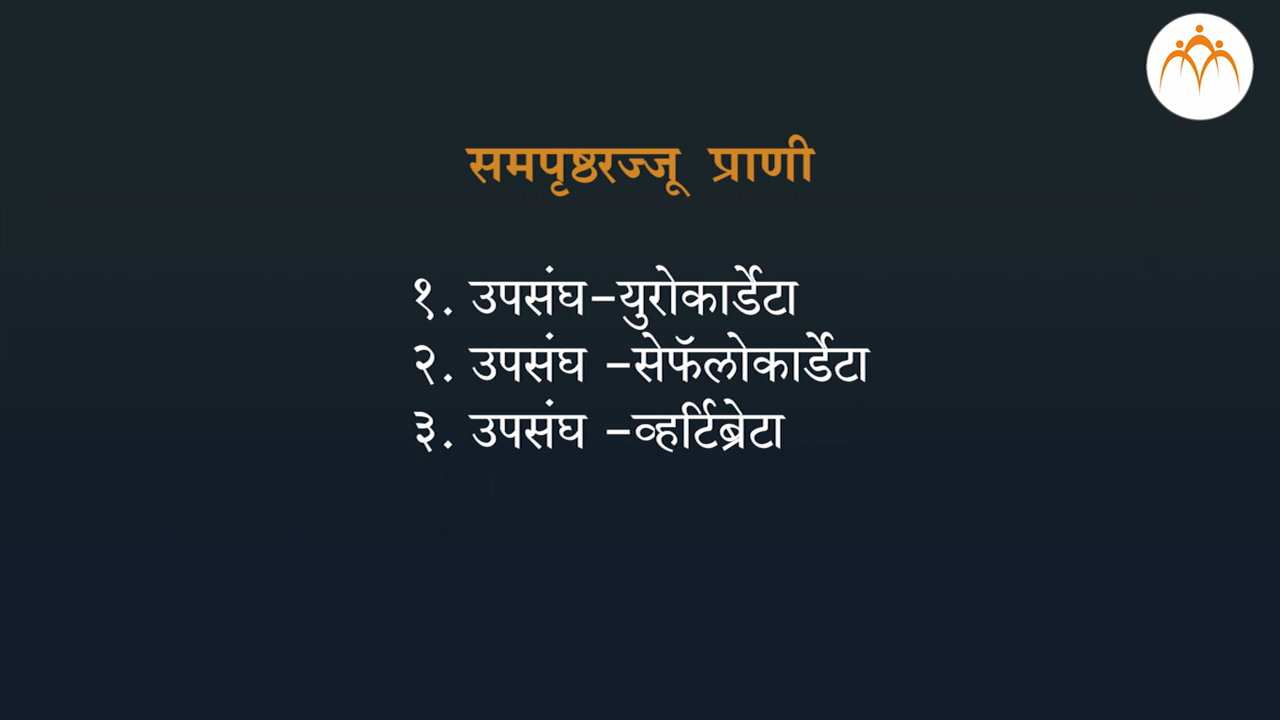 समपृष्ठरज्जू प्राणी
१. उपसंघ-युरोकार्डेटा
२. उपसंघ -सेफॅलोकार्डेटा
३. उपसंघ -व्हर्टिब्रेटा